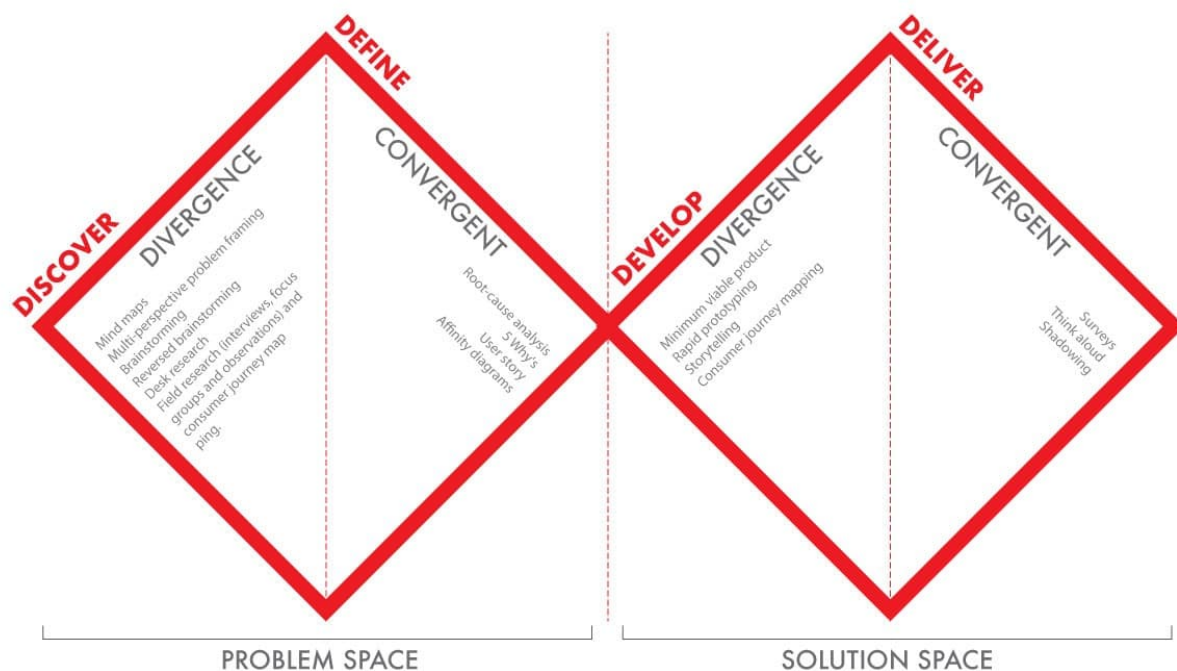 DISCOVER
DIVERGENCE
Mind maps
Multi-perspective problem framing
Brainstorming
Reversed brainstorming
Desk research
Field research (interviews, focus
groups and observations) and
consumer journey map
ping.
DEFINE
CONVERGENT
Root-cause analysis
5 Why's
User story
Affinity diagrams
DEVELOP
DIVERGENCE
Minimum viable product
Rapid prototyping
Storytelling
Consumer journey mapping
DELIVER
CONVERGENT
Surveys
Think aloud
Shadowing
PROBLEM SPACE
SOLUTION SPACE